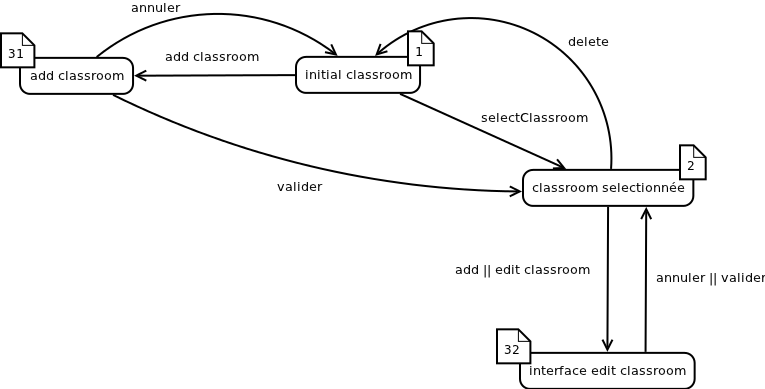 annuler
delete
31
add classroom
1
add classroom
initial classroom
selectClassroom
2
valider
classroom selectionnée
add || edit classroom
annuler || valider
32
interface edit classroom